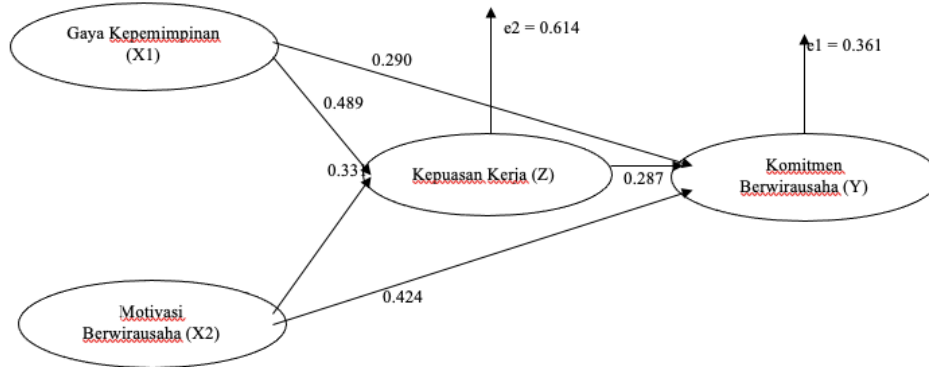 Gaya Kepemimpinan
(X1)
e2 = 0.614
e1 = 0.361
0.290
0.489
0.33
Kepuasan Kerja (Z)
0.287
Komitmen
Berwirausaha (Y)
0.424
Motivasi
Berwirausaha (X2)